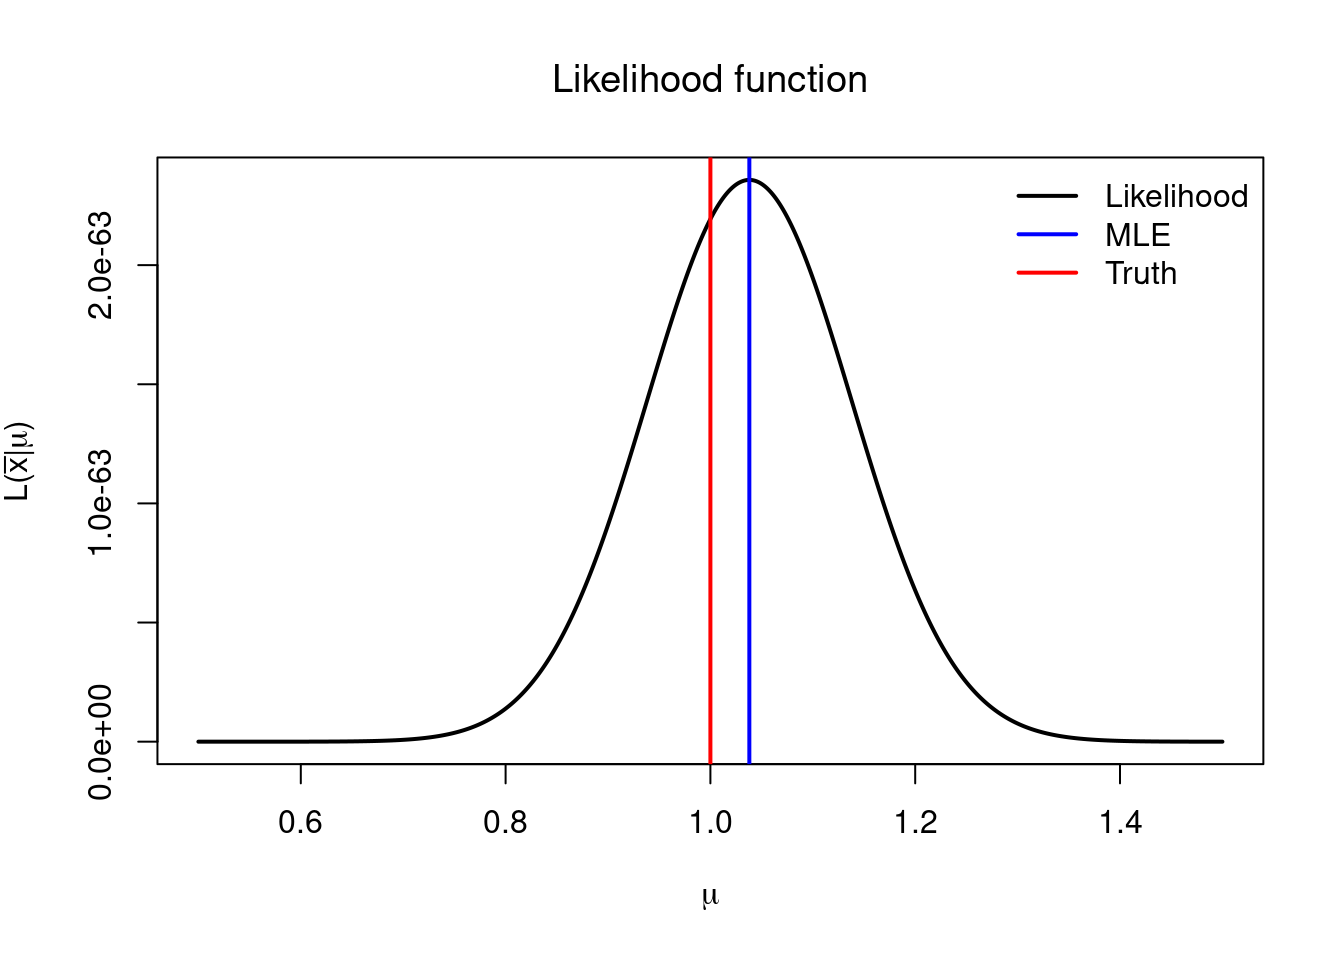 Likelihood function
L(x̅|μ)
2.0e-63
1.0e-63
0.0e+00
Likelihood
MLE
Truth
0.6 0.8 1.0 1.2 1.4
μ